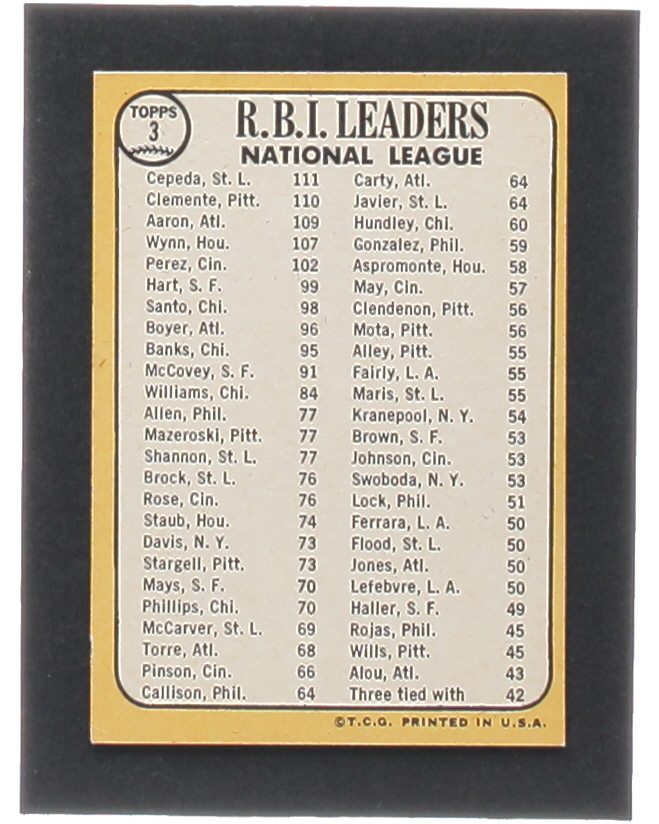 TOPPS
3
R.B.I. LEADERS
NATIONAL LEAGUE
Cepeda, St. L. 111
Clemente, Pitt. 110
Aaron, Atl. 109
Wynn, Hou. 107
Perez, Cin. 102
Hart, S. F. 99
Santo, Chi. 98
Boyer, Atl. 96
Banks, Chi. 95
McCovey, S. F. 91
Williams, Chi. 84
Allen, Phil. 77
Mazeroski, Pitt. 77
Shannon, St. L. 77
Brock, St. L. 76
Rose, Cin. 76
Staub, Hou. 74
Davis, N. Y. 73
Stargell, Pitt. 73
Mays, S. F. 70
Phillips, Chi. 70
McCarver, St. L. 69
Torre, Atl. 68
Pinson, Cin. 66
Callison, Phil. 64
Carty, Atl. 64
Javier, St. L. 64
Hundley, Chi. 60
Gonzalez, Phil. 59
Aspromonte, Hou. 58
May, Cin. 57
Clendenon, Pitt. 56
Mota, Pitt. 56
Alley, Pitt. 55
Fairly, L. A. 55
Maris, St. L. 55
Kranepool, N. Y. 54
Brown, S. F. 53
Johnson, Cin. 53
Swoboda, N. Y. 53
Lock, Phil. 51
Ferrara, L. A. 50
Flood, St. L. 50
Jones, Atl. 50
Lefebvre, L. A. 50
Haller, S. F. 49
Rojas, Phil. 45
Wills, Pitt. 45
Alou, Atl. 43
Three tied with 42
©T.C.G. PRINTED IN U.S.A.